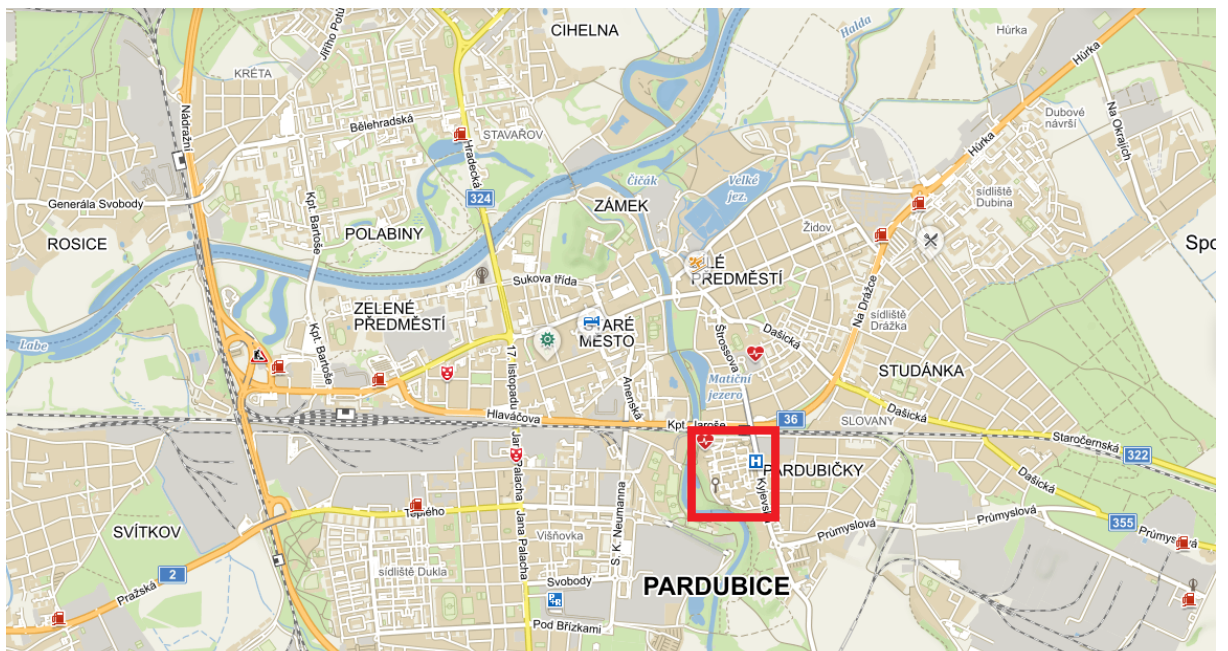 CIHELNA
Halda
Hůrka
Hůrka
KRÉTA
Jiřího Potů
Nádražní
Bělehradská
STAVAŘOV
Hradecká
324
Dubové
návrší
Na Okrajích
Hůrka
Generála Svobody
Kpt. Bartoše
Čičák
Velké
jez.
ZÁMEK
sídliště
Dubina
POLABINY
ROSICE
Židov
Spo
Sukova třída
PŘEDMĚSTÍ
ZELENÉ
PŘEDMĚSTÍ
Na Drážce
sídliště
Drážka
MĚSTO
Štrossova
Dašická
Labe
Kpt. Bartoše
17. listopadu
Anenská
Matiční
jezero
STUDÁNKA
Hlaváčova
Kpt. Jaroše
36
SLOVANY
Dašická
Staročernská
322
Jana Palacha
PARDUBIČKY
Kyjevská
Dašická
Teplého
S. K. Neumanna
Průmyslová
Průmyslová
355
Průmyslová
SVÍTKOV
Višňovka
Jana Palacha
sídliště Dukla
2
Pražská
Svobody
PARDUBICE
P+R
Pod Břízkami
H